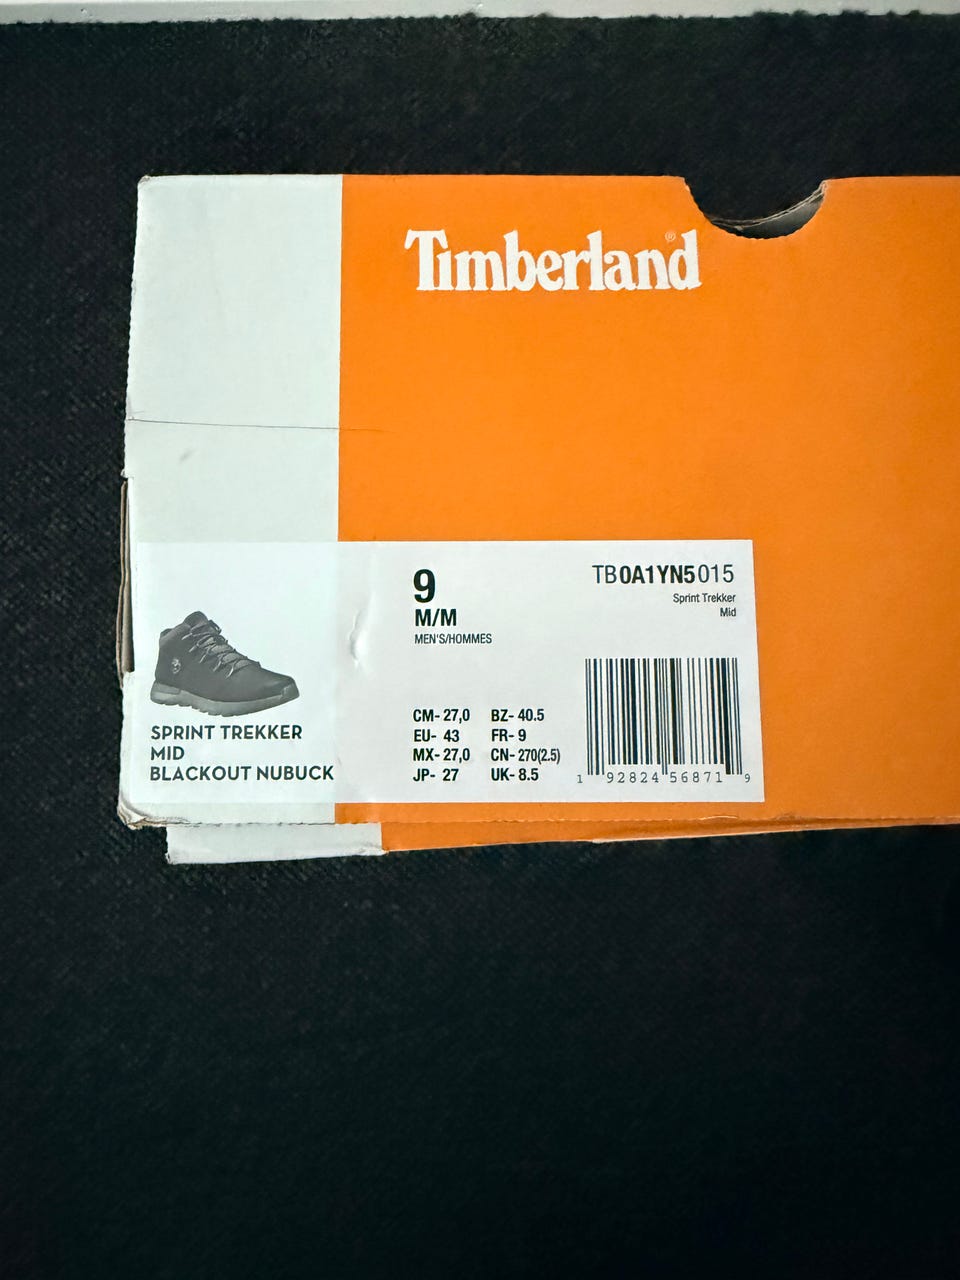 Timberland®
9
M/M
MEN'S/HOMMES
TB0A1YN5015
Sprint Trekker
Mid
CM- 27,0 BZ- 40.5
EU- 43 FR- 9
MX- 27,0 CN- 270(2.5)
JP- 27 UK- 8.5
1 92824 56871 9
SPRINT TREKKER
MID
BLACKOUT NUBUCK